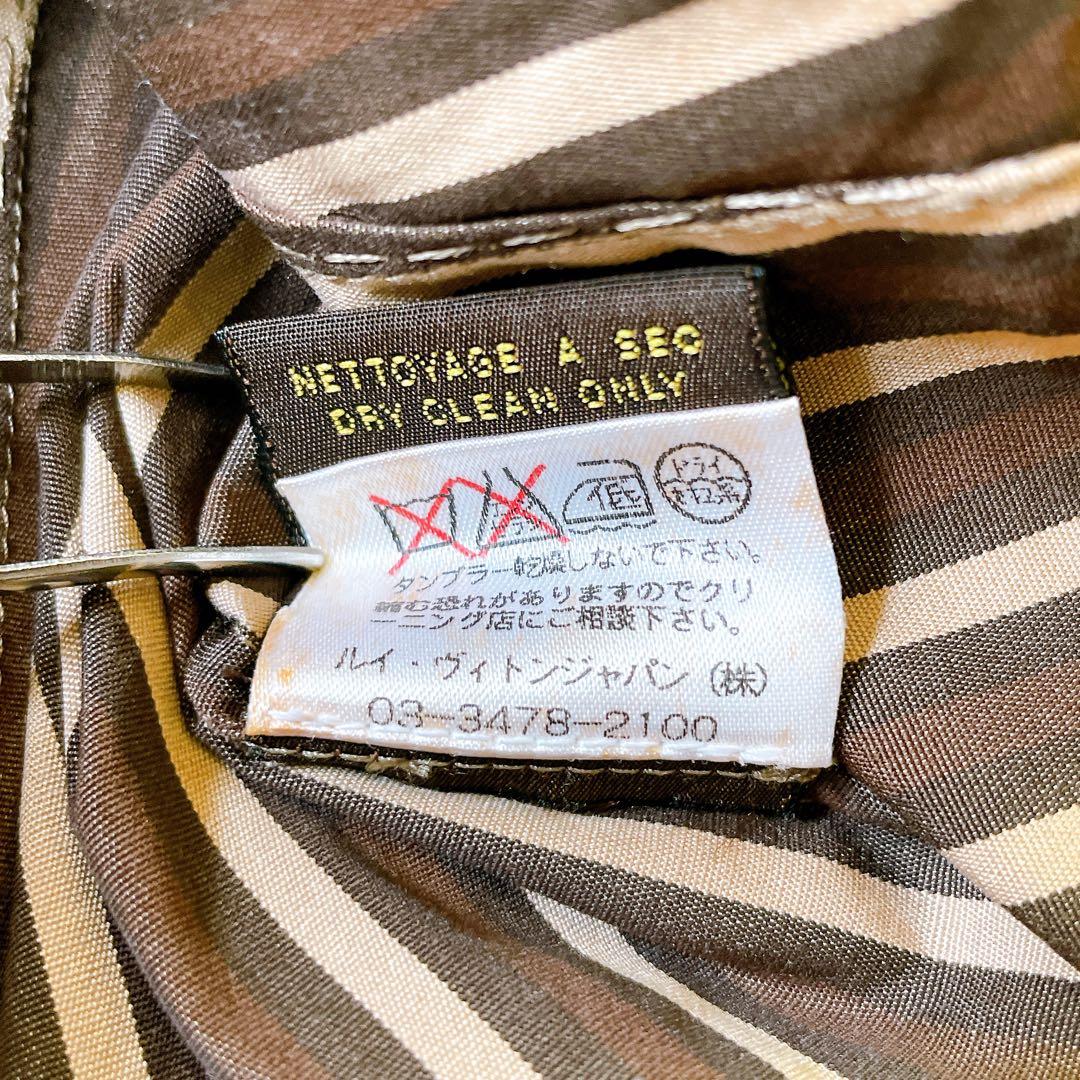 NETTOYAGE A SEC
DRY CLEAN ONLY
ドライ
石油系
タンブラー乾燥しないで下さい。
縮む恐れがありますのでクリ
ーニング店にご相談下さい。
ルイ・ヴィトンジャパン (株)
03-3478-2100